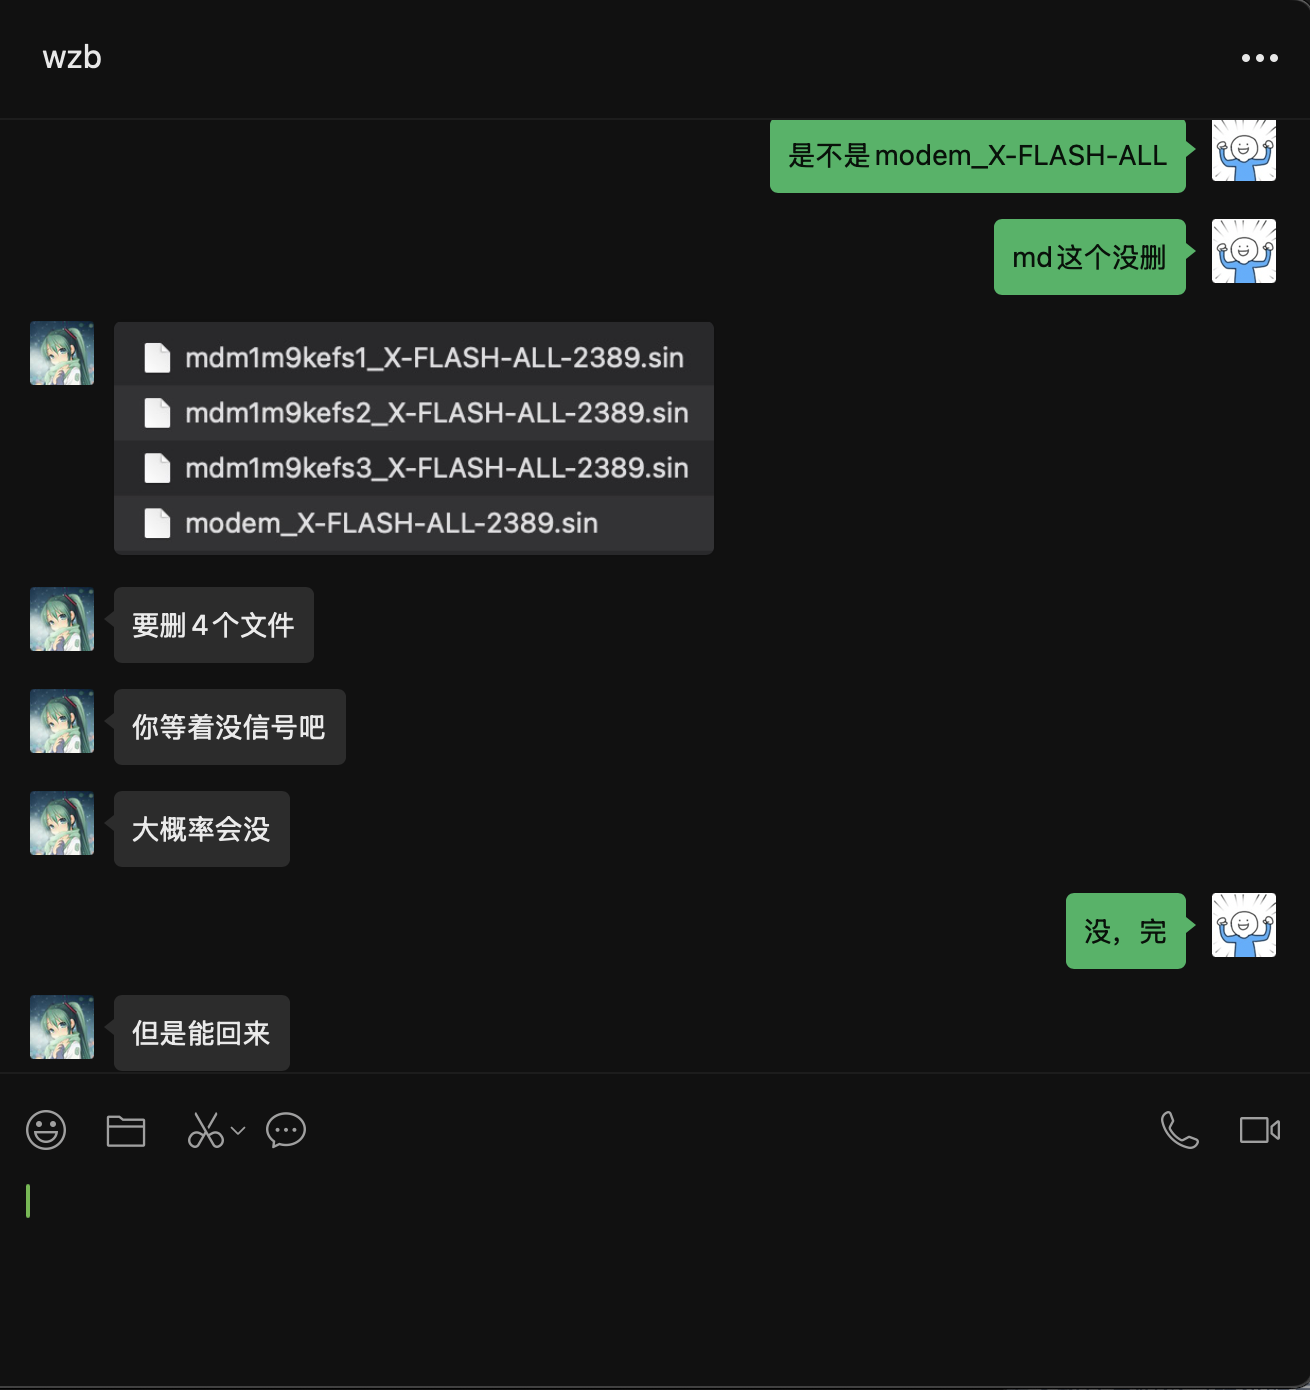 wzb
是不是modem_X-FLASH-ALL
md这个没删
mdm1m9kefs1_X-FLASH-ALL-2389.sin
mdm1m9kefs2_X-FLASH-ALL-2389.sin
mdm1m9kefs3_X-FLASH-ALL-2389.sin
modem_X-FLASH-ALL-2389.sin
要删4个文件
你等着没信号吧
大概率会没
没，完
但是能回来